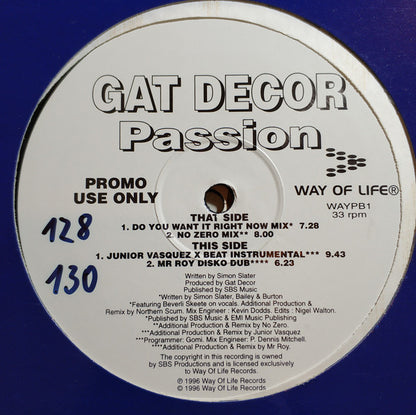 GAT DECOR
Passion
PROMO
USE ONLY
WAY OF LIFE®
WAYPB1
33 rpm
128
130
THAT SIDE
1. DO YOU WANT IT RIGHT NOW MIX* 7.28
2. NO ZERO MIX** 8.00
THIS SIDE
1. JUNIOR VASQUEZ X BEAT INSTRUMENTAL*** 9.43
2. MR ROY DISKO DUB**** 6.23
Written by Simon Slater
Produced by Gat Decor
Published by SBS Music
*Written by Simon Slater, Bailey & Burton
*Featuring Beverli Skeete on vocals. Additional Production &
Remix by Northern Scum. Mix Engineer : Kevin Dodds. Edits : Nigel Walton.
*Published by SBS Music & EMI Music Publishing
**Additional Production & Remix by No Zero.
***Additional Production & Remix by Junior Vasquez
***Programmer: Gomi. Mix Engineer: P. Dennis Mitchell.
****Additional Production & Remix by Mr Roy.
The copyright in this recording is owned
by SBS Productions and is licensed exclusively
to Way Of Life Records.
℗ 1996 Way Of Life Records
© 1996 Way Of Life Records